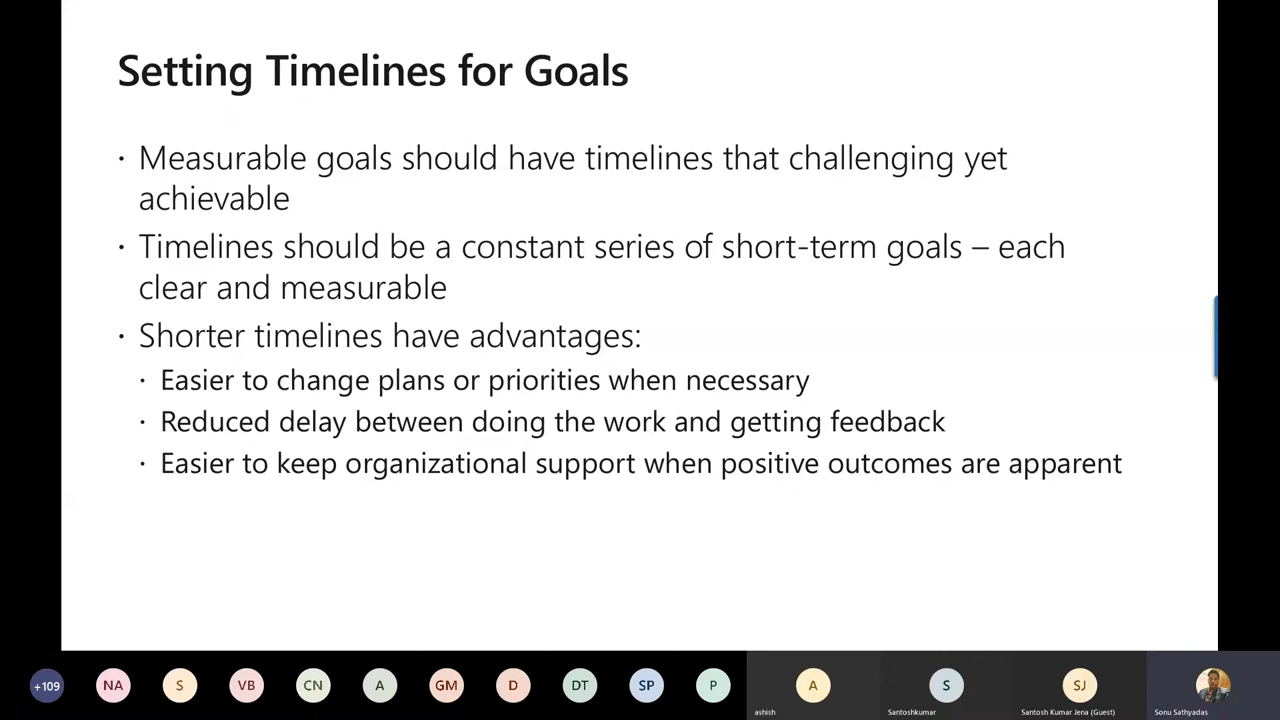 Setting Timelines for Goals
• Measurable goals should have timelines that challenging yet
achievable
• Timelines should be a constant series of short-term goals – each
clear and measurable
• Shorter timelines have advantages:
• Easier to change plans or priorities when necessary
• Reduced delay between doing the work and getting feedback
• Easier to keep organizational support when positive outcomes are apparent
+109 NA S VB CN A GM D DT SP P A S SJ
ashish Santoshkumar Santosh Kumar Jena (Guest) Sonu Sathyadas